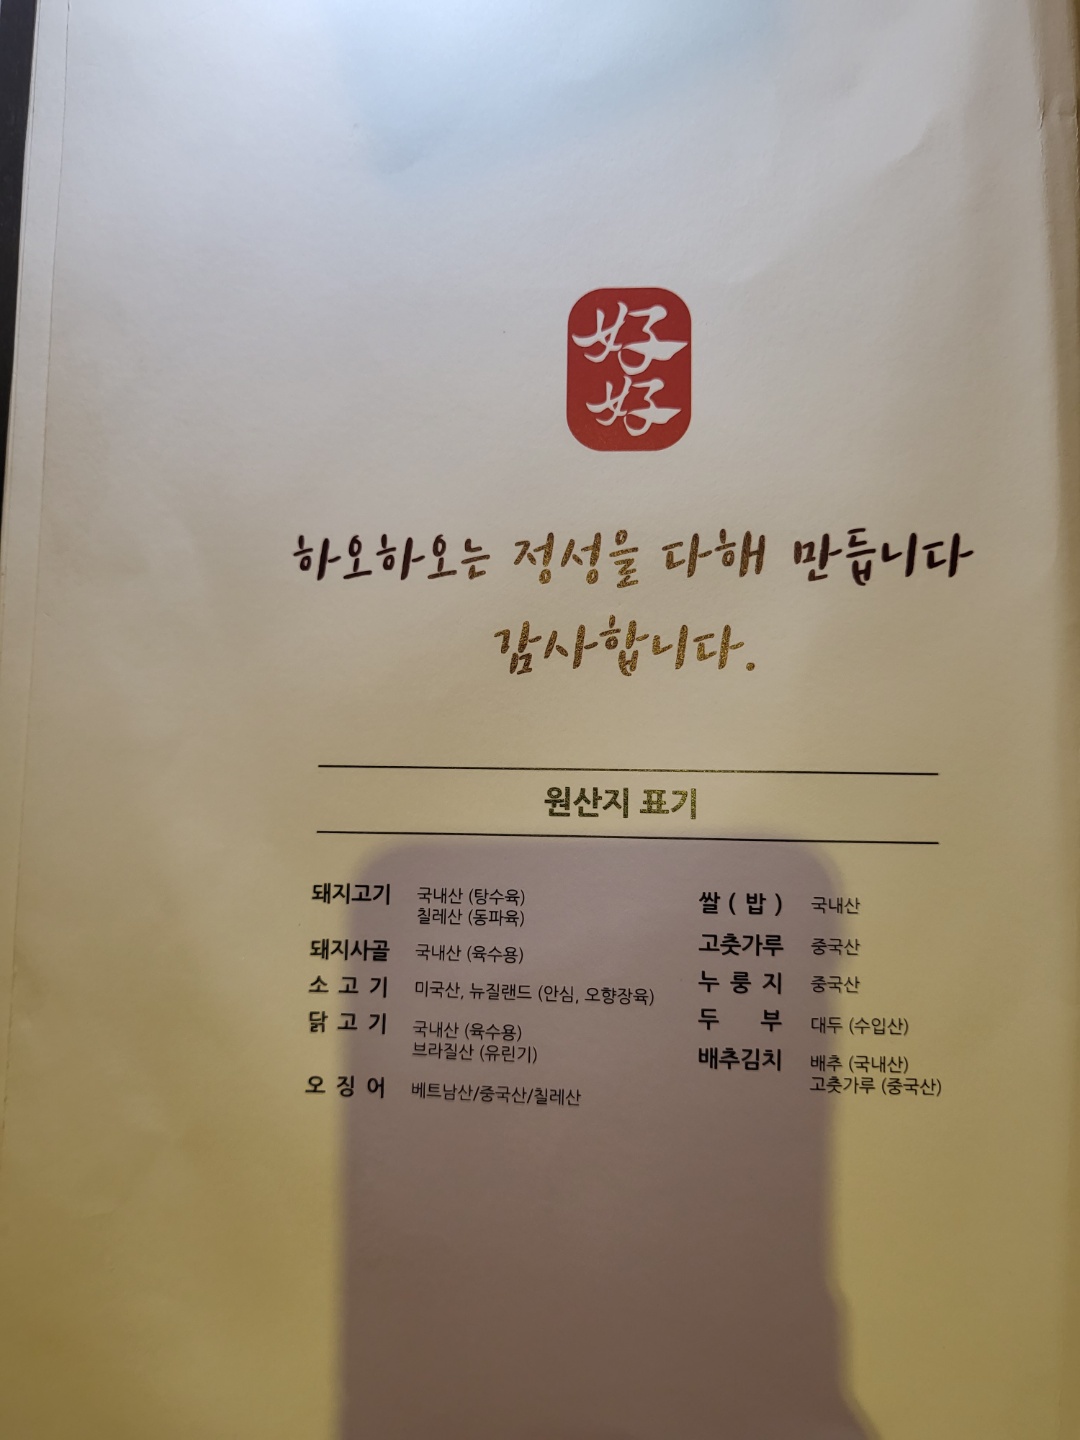 好
好
하오하오는 정성을 다해 만듭니다
감사합니다.
원산지 표기
돼지고기 국내산 (탕수육)
칠레산 (동파육)
돼지사골 국내산 (육수용)
소고기 미국산, 뉴질랜드 (안심, 오향장육)
닭고기 국내산 (육수용)
브라질산 (유린기)
오징어 베트남산/중국산/칠레산
쌀 ( 밥 ) 국내산
고춧가루 중국산
누룽지 중국산
두부 대두 (수입산)
배추김치 배추 (국내산)
고춧가루 (중국산)